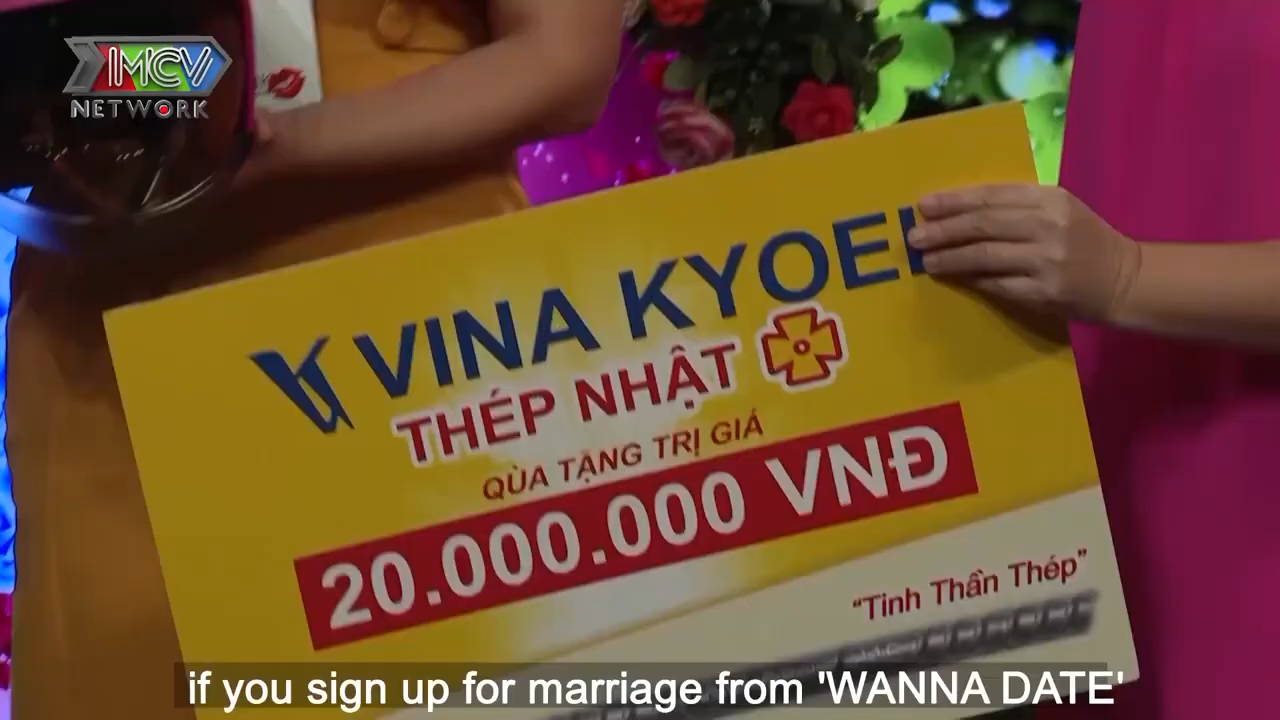 MCV
NETWORK
VINA KYOEI
THÉP NHẬT
QÙA TẶNG TRỊ GIÁ
20.000.000 VNĐ
“Tinh Thần Thép”
if you sign up for marriage from 'WANNA DATE'